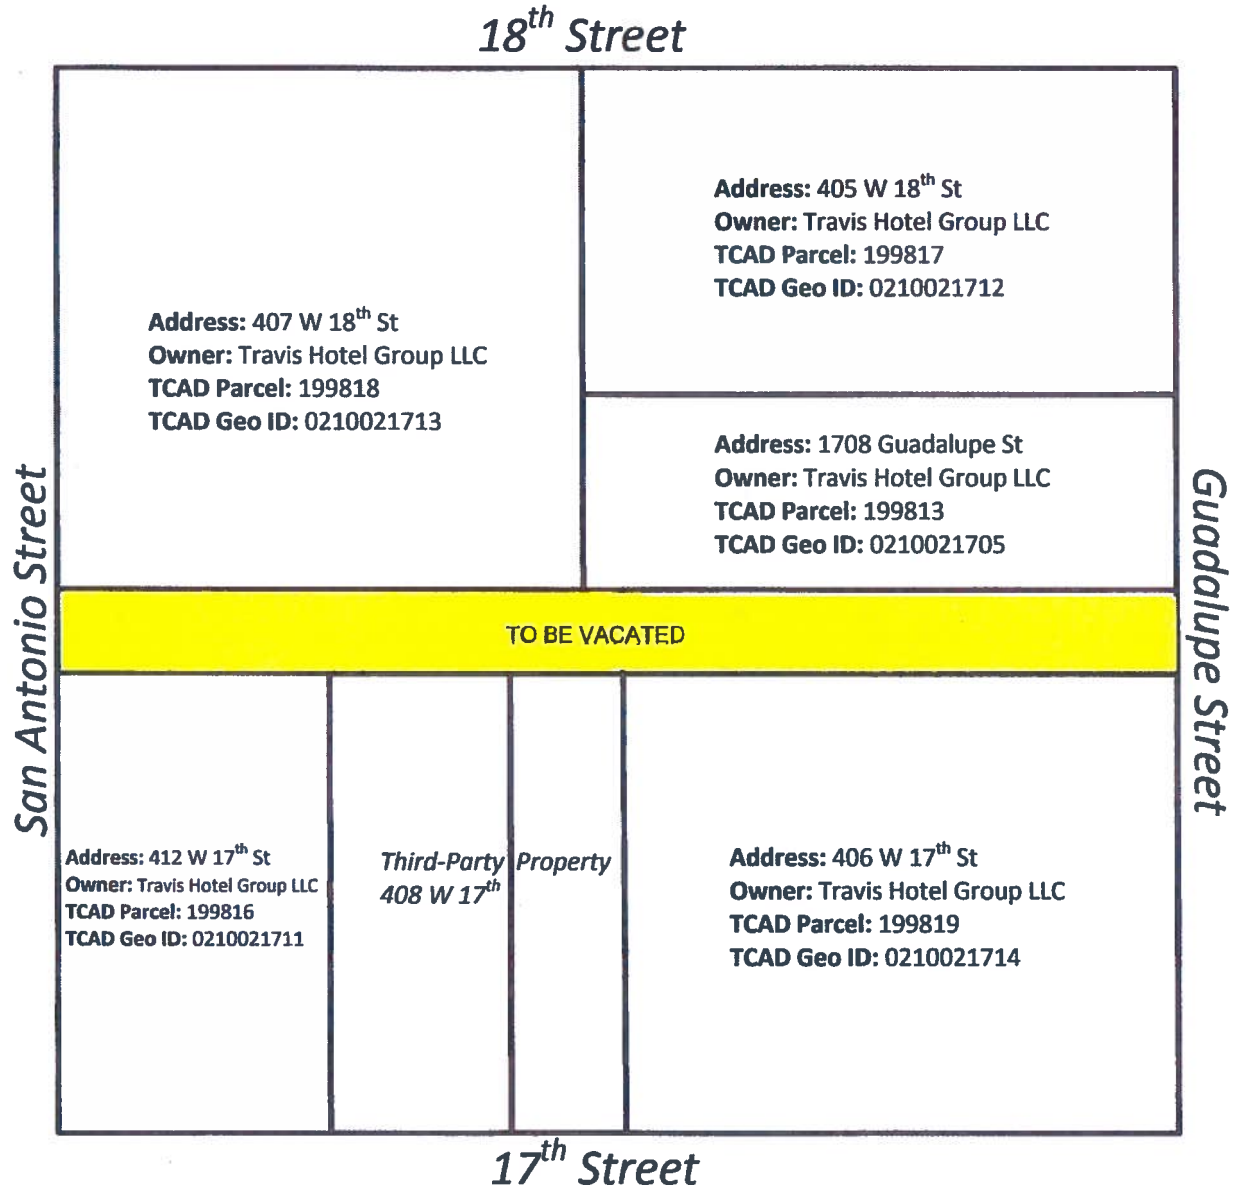 18th Street
Address: 405 W 18th St
Owner: Travis Hotel Group LLC
TCAD Parcel: 199817
TCAD Geo ID: 0210021712
Address: 407 W 18th St
Owner: Travis Hotel Group LLC
TCAD Parcel: 199818
TCAD Geo ID: 0210021713
Address: 1708 Guadalupe St
Owner: Travis Hotel Group LLC
TCAD Parcel: 199813
TCAD Geo ID: 0210021705
San Antonio Street
Guadalupe Street
TO BE VACATED
Address: 412 W 17th St
Owner: Travis Hotel Group LLC
TCAD Parcel: 199816
TCAD Geo ID: 0210021711
Third-Party Property
408 W 17th
Address: 406 W 17th St
Owner: Travis Hotel Group LLC
TCAD Parcel: 199819
TCAD Geo ID: 0210021714
17th Street